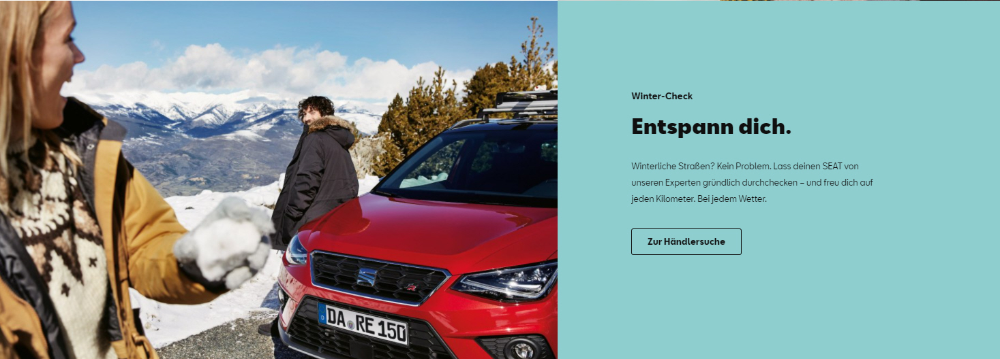 Winter-Check
Entspann dich.
Winterliche Straßen? Kein Problem. Lass deinen SEAT von
unseren Experten gründlich durchchecken – und freu dich auf
jeden Kilometer. Bei jedem Wetter.
Zur Händlersuche
D DA RE 150